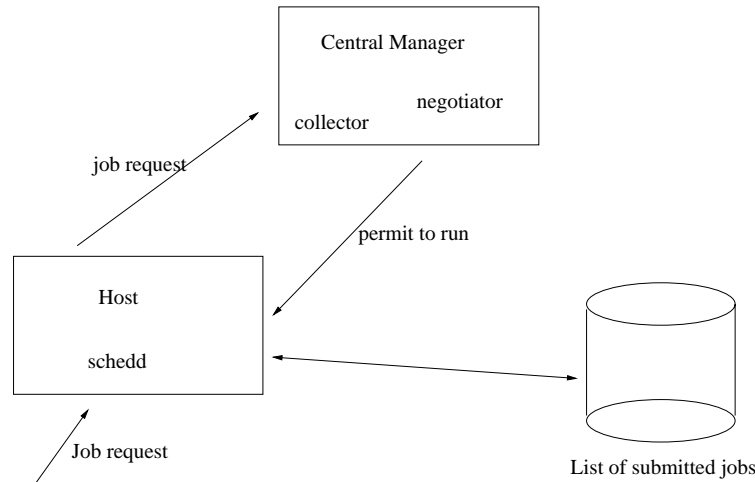 Central Manager
negotiator
collector
job request
permit to run
Host
schedd
Job request
List of submitted jobs